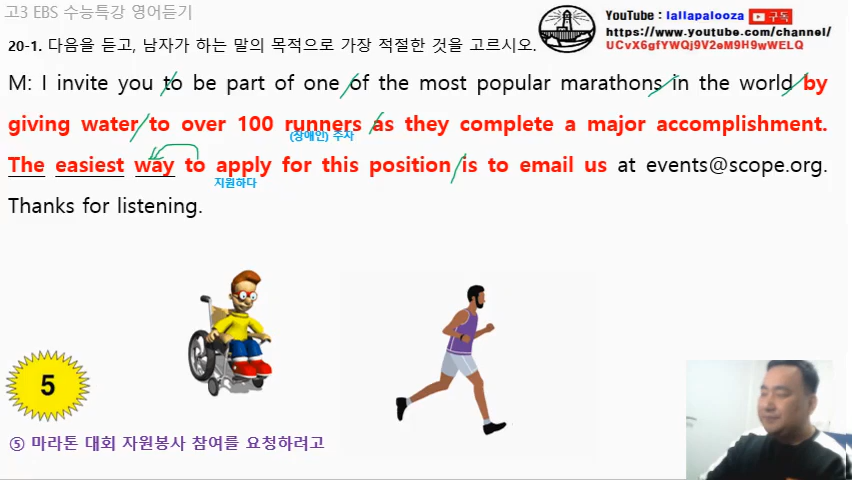 고3 EBS 수능특강 영어듣기
YouTube : lallapalooza 구독
https://www.youtube.com/channel/
UCvX6gfYWQj9V2eM9H9wWELQ
20-1. 다음을 듣고, 남자가 하는 말의 목적으로 가장 적절한 것을 고르시오.
M: I invite you to be part of one of the most popular marathons in the world by
giving water to over 100 runners as they complete a major accomplishment.
(장애인) 주자
The easiest way to apply for this position is to email us at events@scope.org.
지원하다
Thanks for listening.
5
⑤ 마라톤 대회 자원봉사 참여를 요청하려고